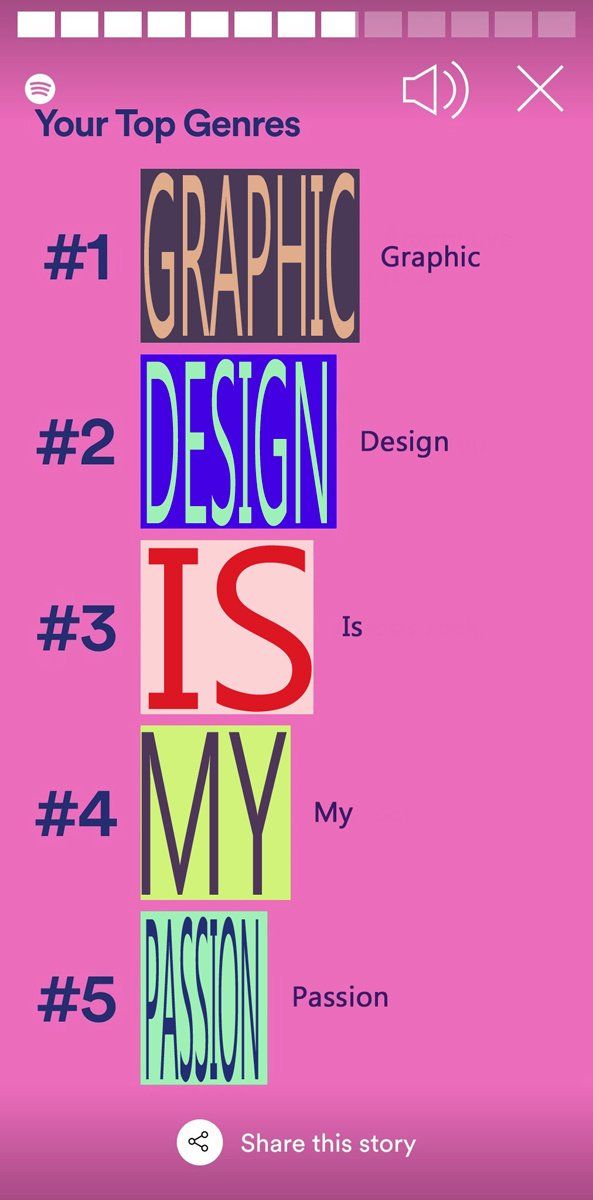 Your Top Genres
#1 GRAPHIC Graphic
#2 DESIGN Design
#3 IS Is
#4 MY My
#5 PASSION Passion
Share this story